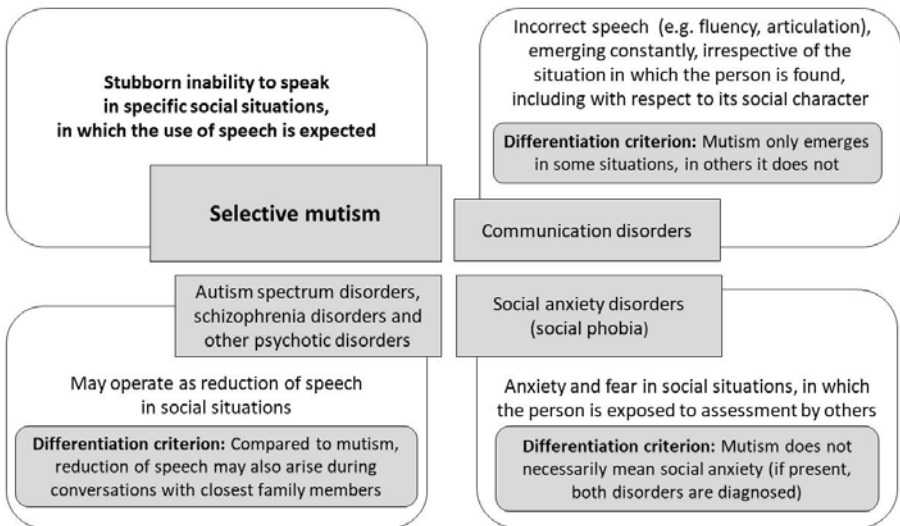 Stubborn inability to speak
in specific social situations,
in which the use of speech is expected
Selective mutism
Incorrect speech (e.g. fluency, articulation),
emerging constantly, irrespective of the
situation in which the person is found,
including with respect to its social character
Differentiation criterion: Mutism only emerges
in some situations, in others it does not
Communication disorders
Autism spectrum disorders,
schizophrenia disorders and
other psychotic disorders
May operate as reduction of speech
in social situations
Differentiation criterion: Compared to mutism,
reduction of speech may also arise during
conversations with closest family members
Social anxiety disorders
(social phobia)
Anxiety and fear in social situations, in which
the person is exposed to assessment by others
Differentiation criterion: Mutism does not
necessarily mean social anxiety (if present,
both disorders are diagnosed)